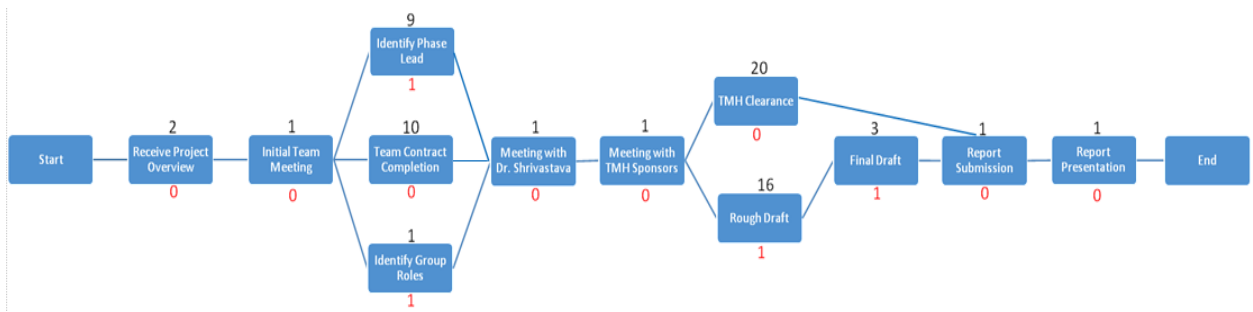 9
Identify Phase
Lead
1
Start
2
Receive Project
Overview
0
1
Initial Team
Meeting
0
10
Team Contract
Completion
0
1
Identify Group
Roles
1
1
Meeting with
Dr. Shrivastava
0
1
Meeting with
TMH Sponsors
0
20
TMH Clearance
0
16
Rough Draft
1
3
Final Draft
1
1
Report
Submission
0
1
Report
Presentation
0
End